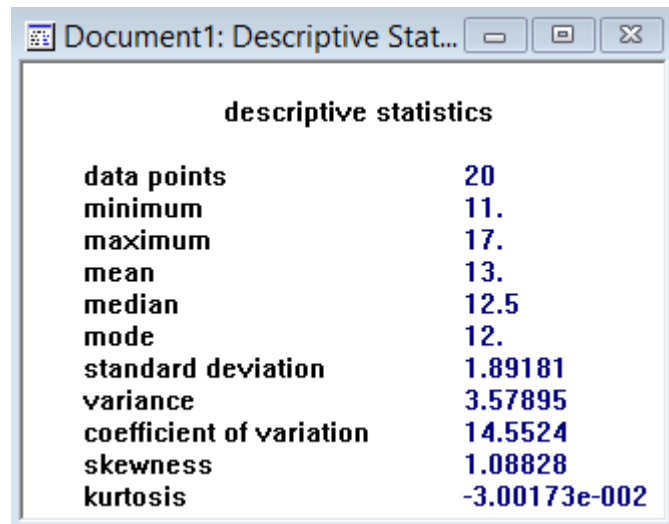 Document1: Descriptive Stat...
descriptive statistics
data points 20
minimum 11.
maximum 17.
mean 13.
median 12.5
mode 12.
standard deviation 1.89181
variance 3.57895
coefficient of variation 14.5524
skewness 1.08828
kurtosis -3.00173e-002